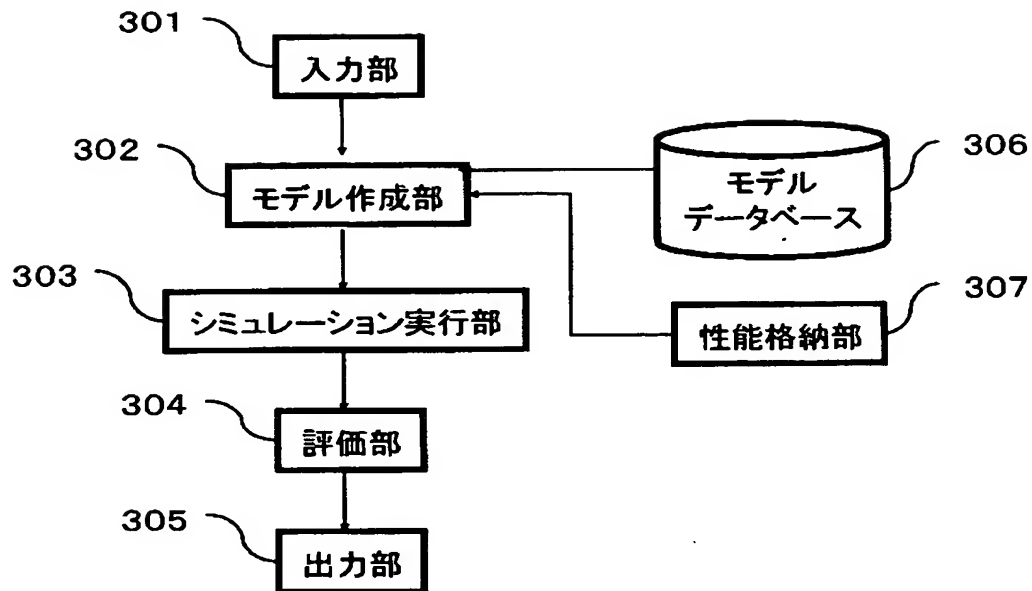 301
入力部
302
モデル作成部
モデル
データベース
306
303
シミュレーション実行部
307
性能格納部
304
評価部
305
出力部